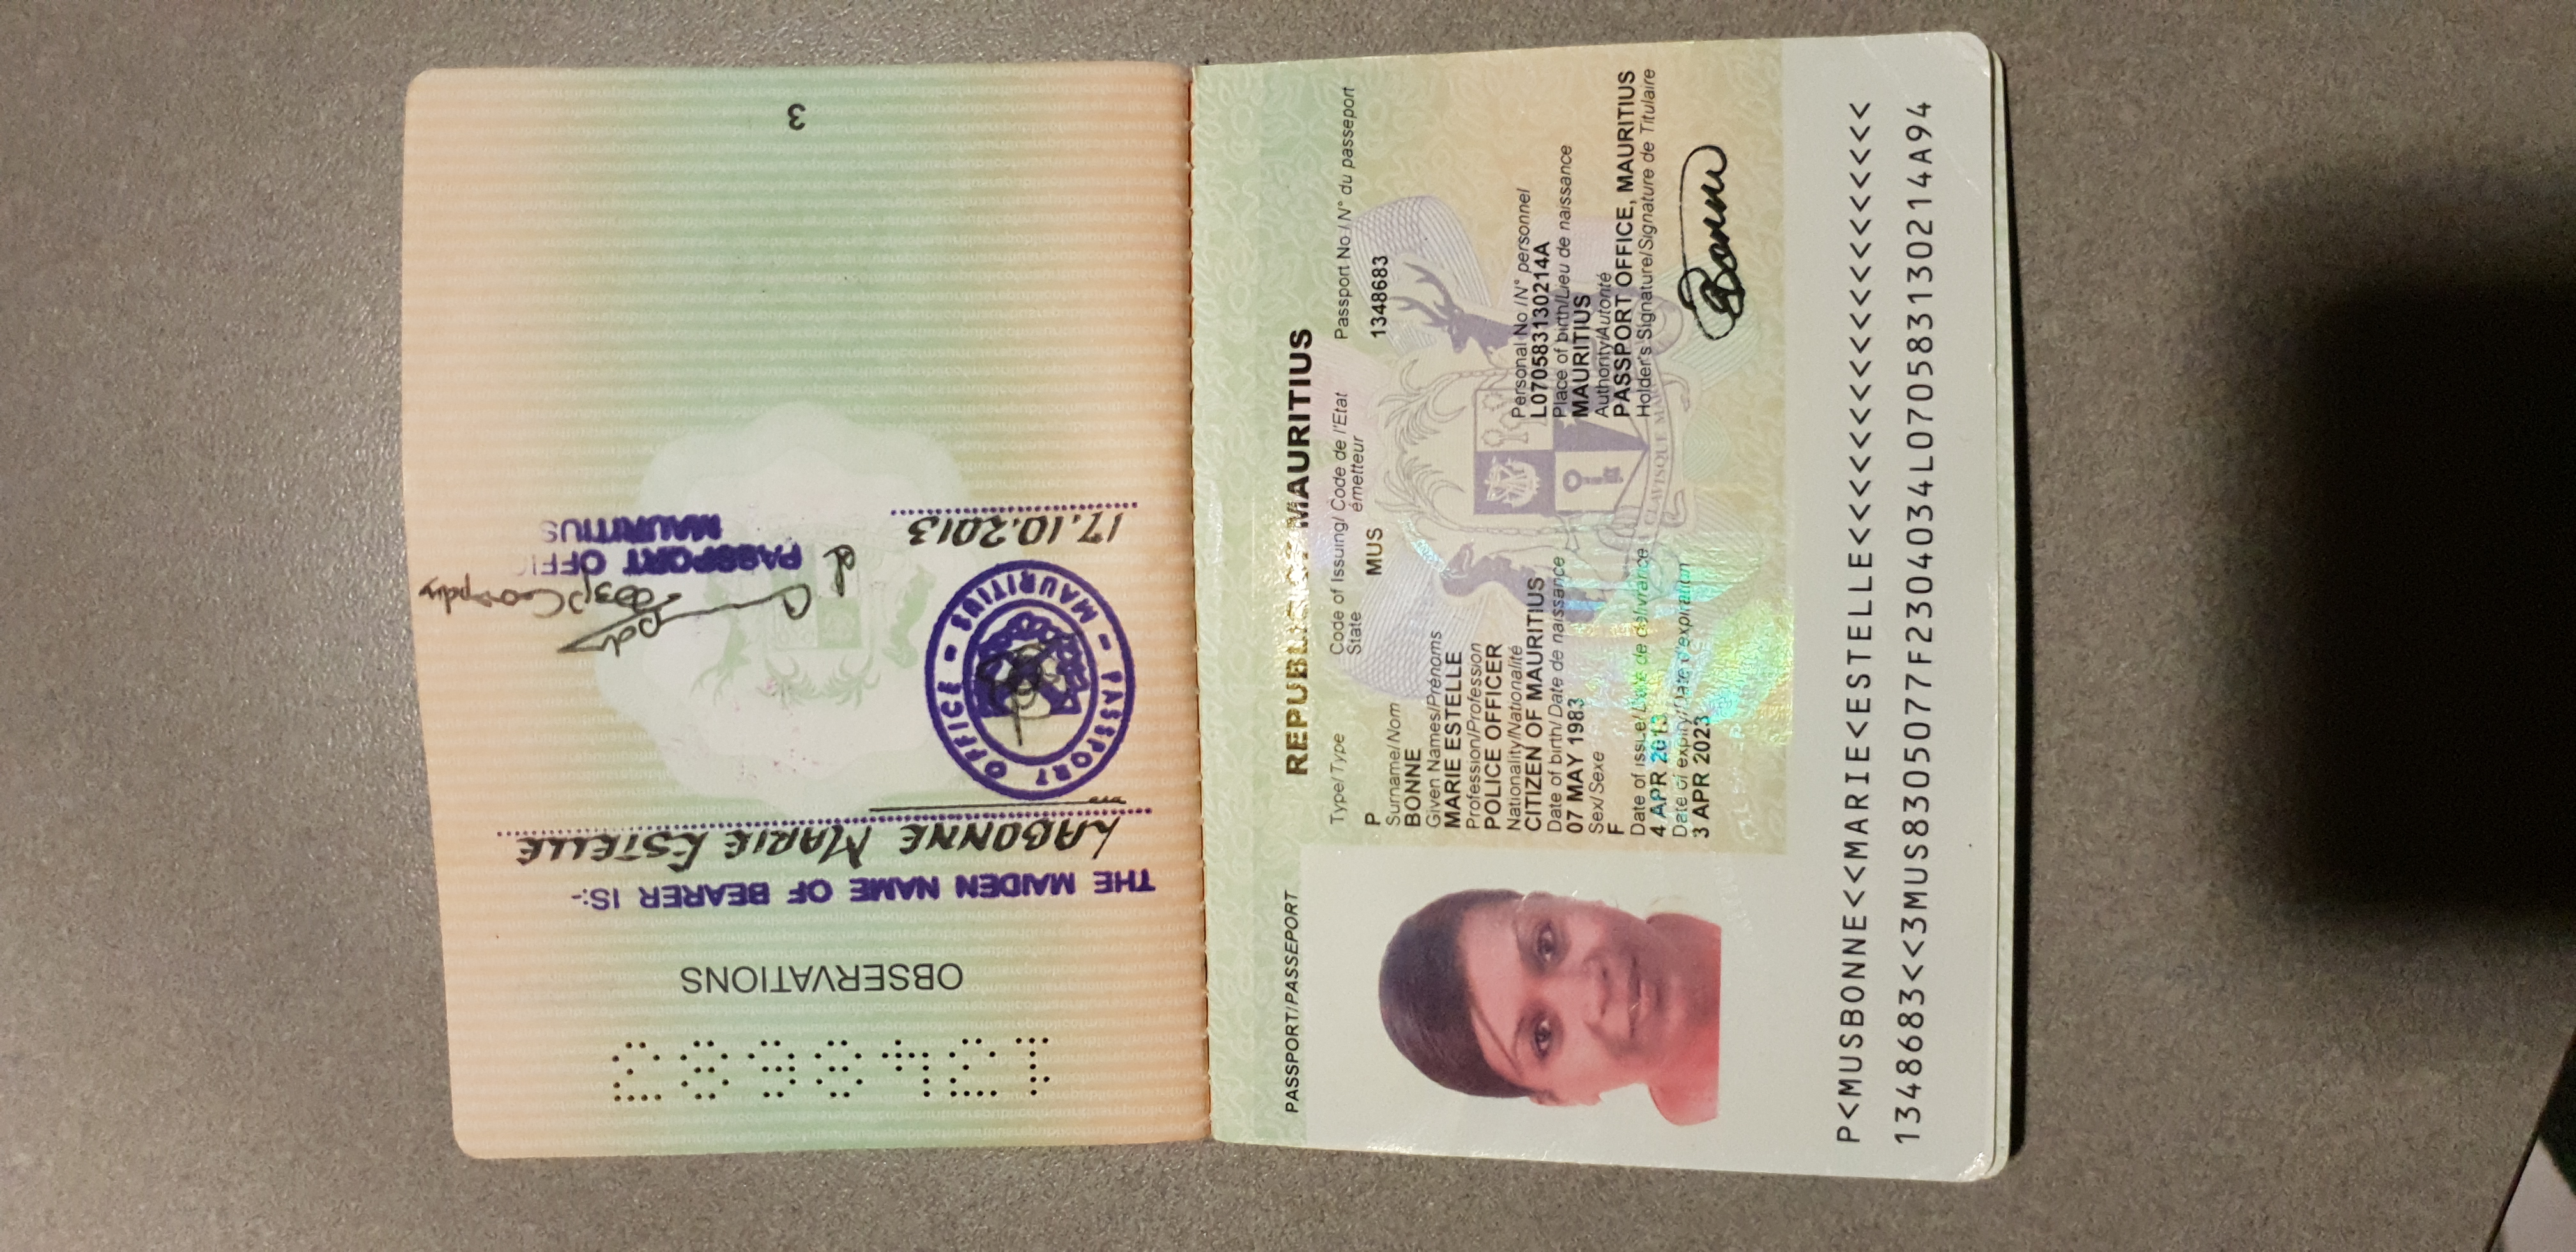 1348683
OBSERVATIONS
THE MAIDEN NAME OF BEARER IS:-
LABONNE MARIE ESTELLE
PASSPORT OFFICE - MAURITIUS -
PASSPORT OFFI
MAURITIUS
17.10.2013
3
PASSPORT/PASSEPORT
REPUBLIC OF MAURITIUS
Type/Type Code of Issuing/ Code de l'Etat Passport No / N° du passeport
State émetteur
P MUS 1348683
Surname/Nom
BONNE
Given Names/Prénoms
MARIE ESTELLE
Profession/Profession
POLICE OFFICER
Nationality/Nationalité
CITIZEN OF MAURITIUS
Date of birth/Date de naissance
07 MAY 1983
Sex/Sexe
F
Date of issue/Date de délivrance
4 APR 2013
Date of expiry/Date d'expiration
3 APR 2023
Personal No /N° personnel
L070583130214A
Place of birth/Lieu de naissance
MAURITIUS
Authority/Autorité
PASSPORT OFFICE, MAURITIUS
Holder's Signature/Signature de Titulaire
Bonne
P<MUSBONNE<<MARIE<ESTELLE<<<<<<<<<<<<<<<<<<<
1348683<<3MUS8305077F2304034L070583130214A94